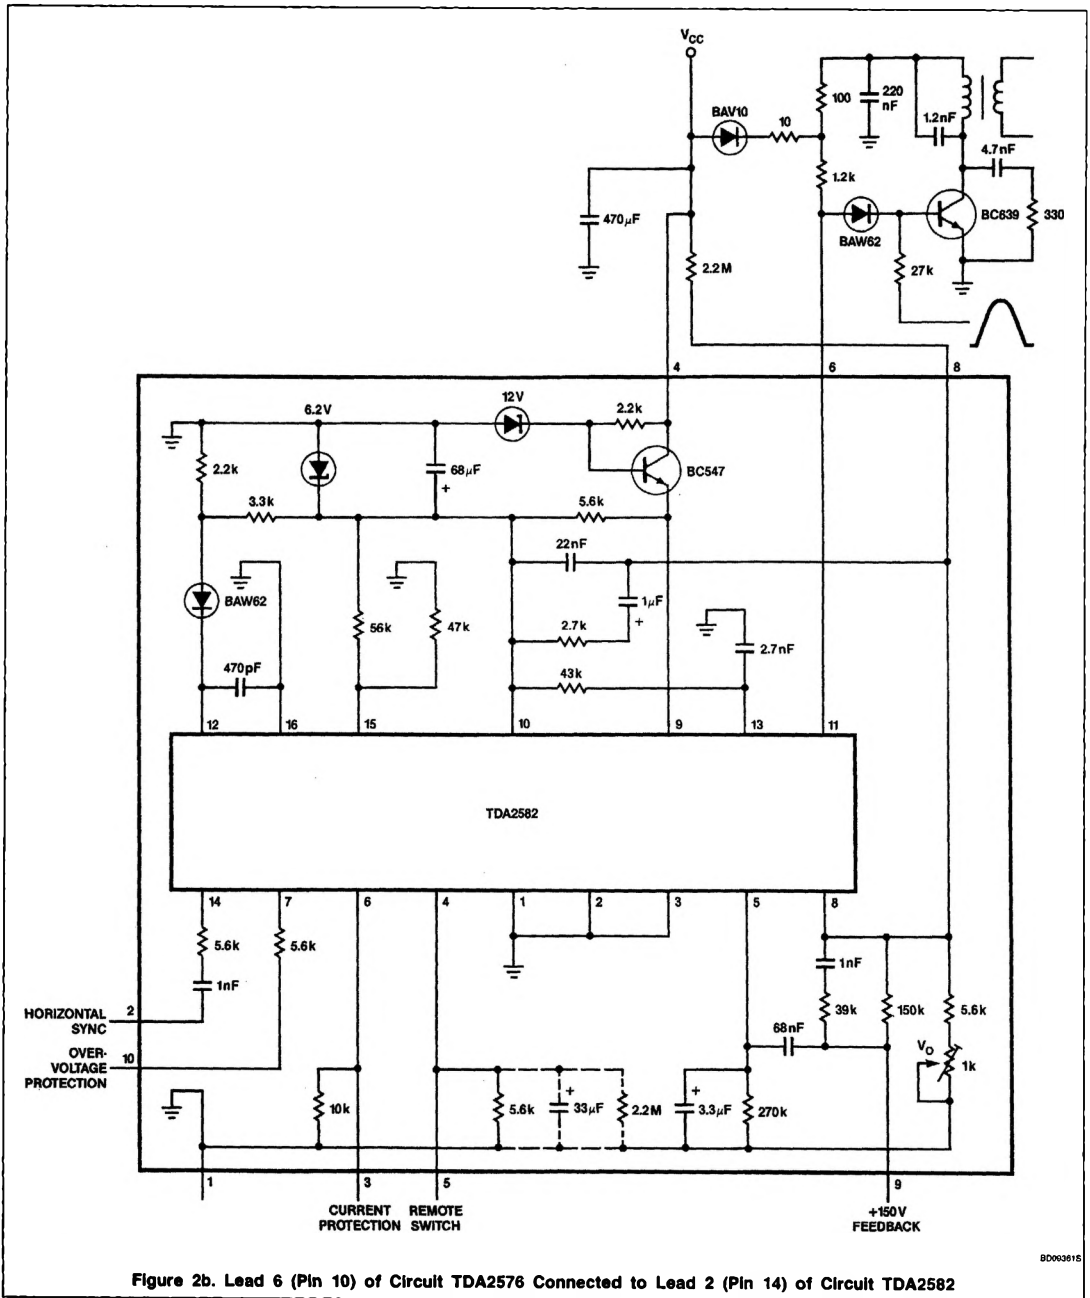 VCC
BAV10
10
100
220 nF
1.2nF
4.7nF
1.2k
BC639
330
BAW62
27k
470μF
2.2M
4
6
8
12V
6.2V
2.2k
2.2k
68μF
+
BC547
3.3k
5.6k
22nF
BAW62
1μF
+
56k
47k
2.7k
2.7nF
470pF
43k
12
16
15
10
9
13
11
TDA2582
14
7
6
4
1
2
3
5
8
5.6k
5.6k
1nF
1nF
HORIZONTAL SYNC
2
39k
150k
5.6k
68nF
OVER-VOLTAGE PROTECTION
10
VO
1k
10k
5.6k
+
33μF
2.2M
+
3.3μF
270k
1
3
5
9
CURRENT PROTECTION
REMOTE SWITCH
+150V FEEDBACK
BD09361S
Figure 2b. Lead 6 (Pin 10) of Circuit TDA2576 Connected to Lead 2 (Pin 14) of Circuit TDA2582